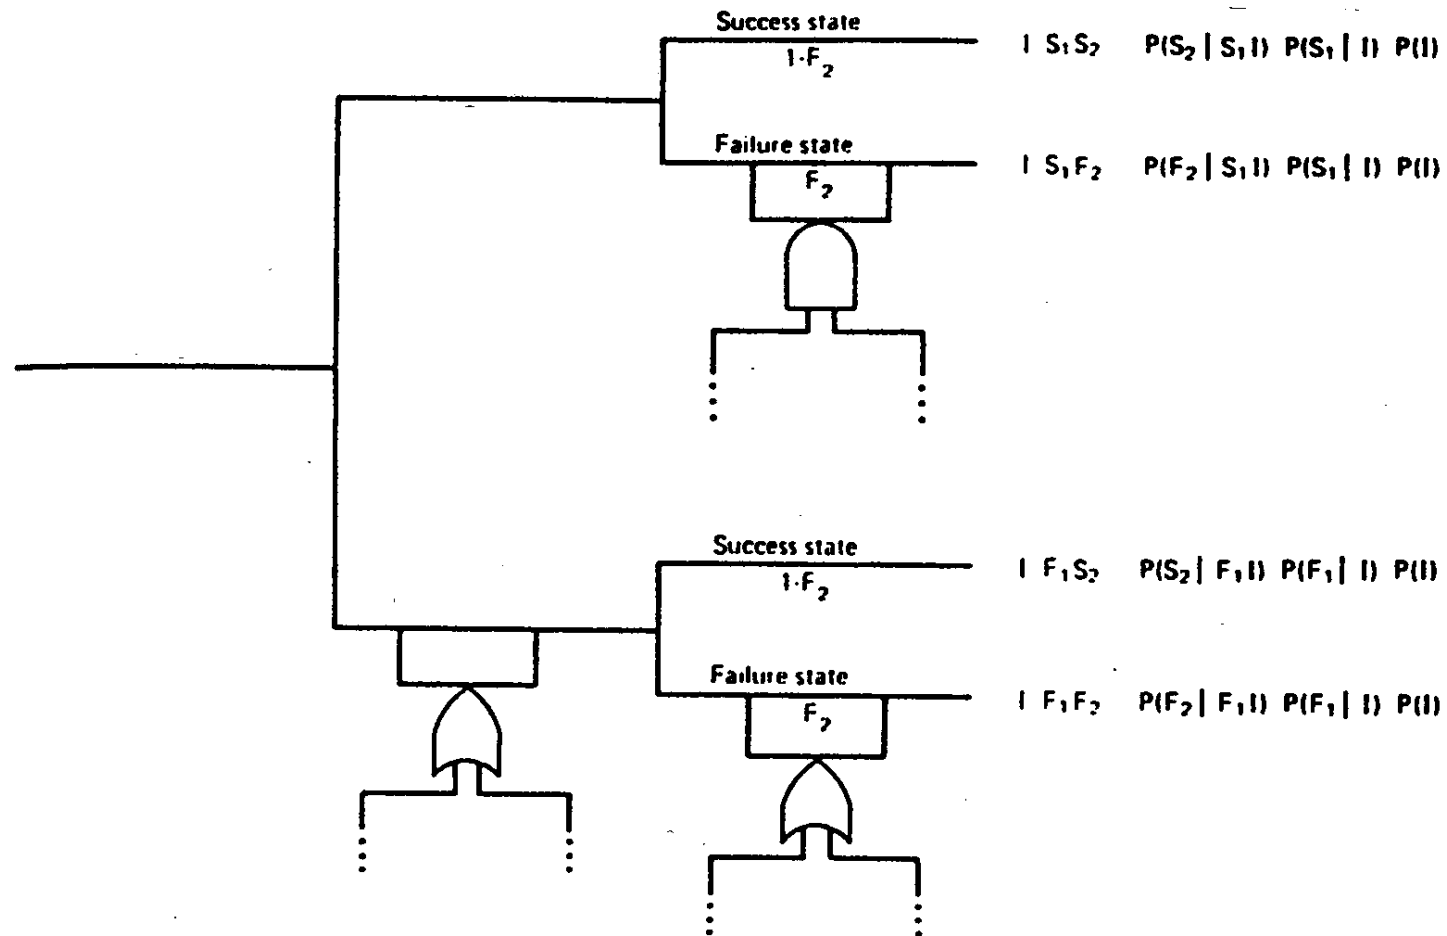 Success state
1-F₂
I S₁S₂ P(S₂ | S₁I) P(S₁ | I) P(I)
Failure state
F₂
I S₁F₂ P(F₂ | S₁I) P(S₁ | I) P(I)
Success state
1-F₂
I F₁S₂ P(S₂ | F₁I) P(F₁ | I) P(I)
Failure state
F₂
I F₁F₂ P(F₂ | F₁I) P(F₁ | I) P(I)